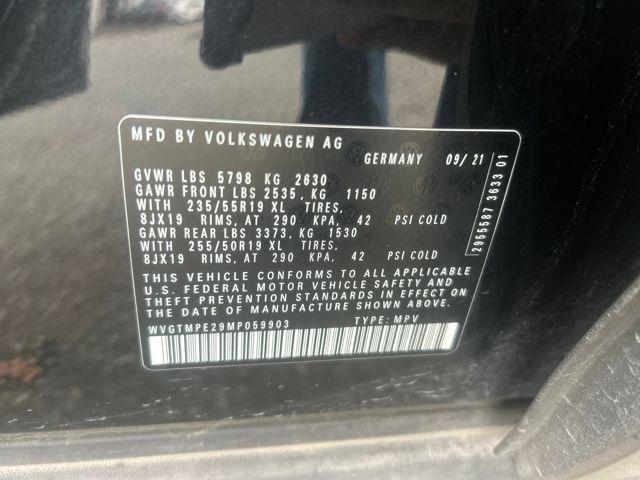 MFD BY VOLKSWAGEN AG
GERMANY 09/21
GVWR LBS 5798 KG 2630
GAWR FRONT LBS 2535, KG 1150
WITH 235/55R19 XL TIRES,
8JX19 RIMS, AT 290 KPA, 42 PSI COLD
GAWR REAR LBS 3373, KG 1530
WITH 255/50R19 XL TIRES,
8JX19 RIMS, AT 290 KPA, 42 PSI COLD
THIS VEHICLE CONFORMS TO ALL APPLICABLE
U.S. FEDERAL MOTOR VEHICLE SAFETY AND
THEFT PREVENTION STANDARDS IN EFFECT ON
THE DATE OF MANUFACTURE SHOWN ABOVE.
WVGTMPE29MP059903 TYPE: MPV
2955587 3633 01